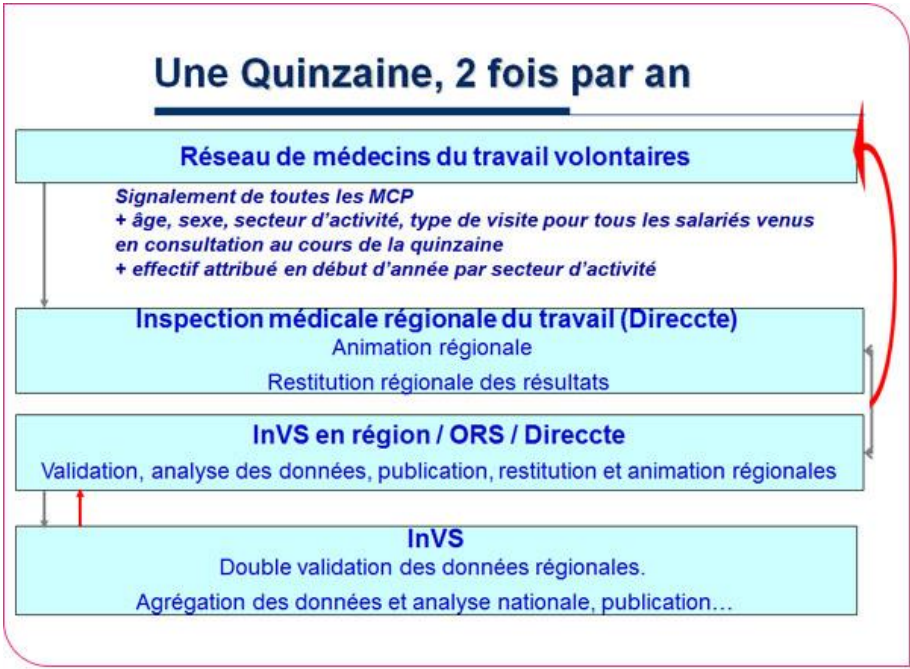 Une Quinzaine, 2 fois par an
Réseau de médecins du travail volontaires
Signalement de toutes les MCP
+ âge, sexe, secteur d'activité, type de visite pour tous les salariés venus
en consultation au cours de la quinzaine
+ effectif attribué en début d'année par secteur d'activité
Inspection médicale régionale du travail (Direccte)
Animation régionale
Restitution régionale des résultats
InVS en région / ORS / Direccte
Validation, analyse des données, publication, restitution et animation régionales
InVS
Double validation des données régionales.
Agrégation des données et analyse nationale, publication…